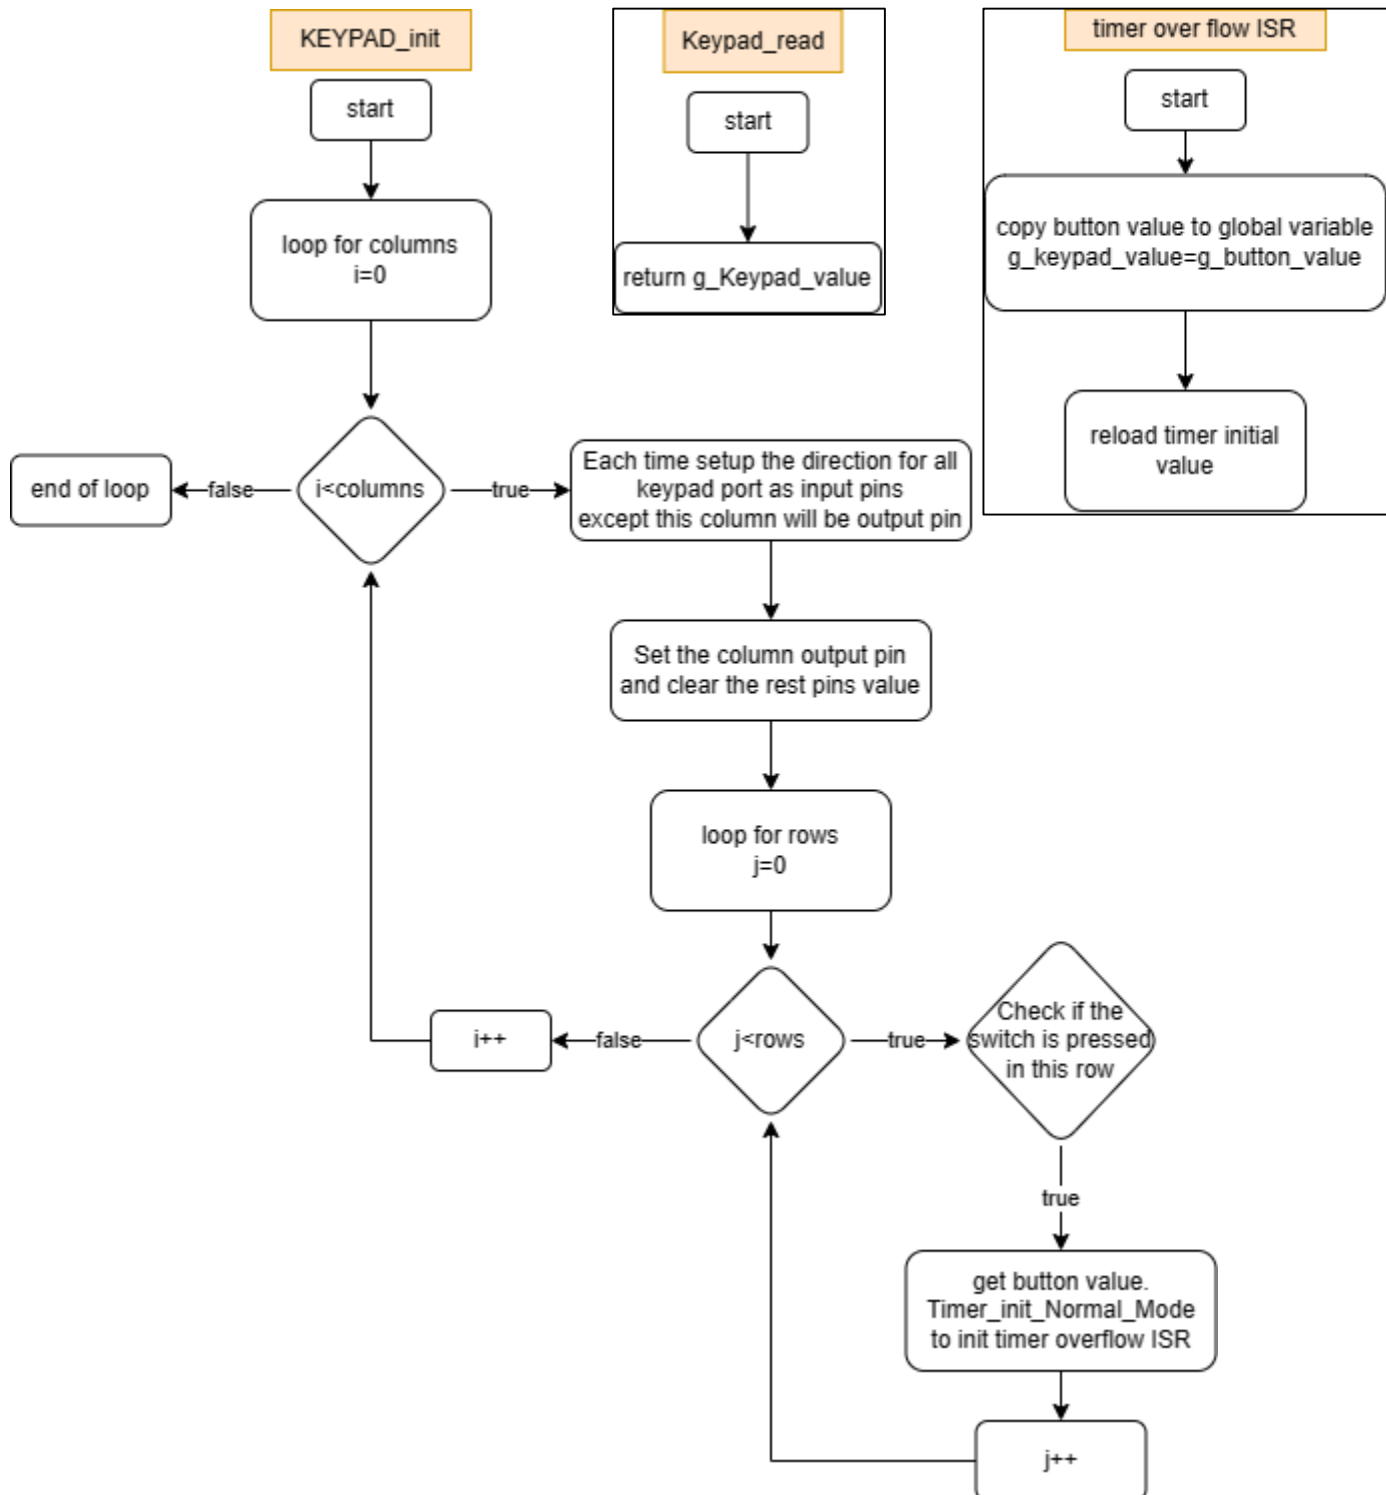 KEYPAD_init
start
loop for columns
i=0
i<columns
false
end of loop
true
Each time setup the direction for all
keypad port as input pins
except this column will be output pin
Set the column output pin
and clear the rest pins value
loop for rows
j=0
j<rows
false
i++
true
Check if the
switch is pressed
in this row
true
get button value.
Timer_init_Normal_Mode
to init timer overflow ISR
j++
Keypad_read
start
return g_Keypad_value
timer over flow ISR
start
copy button value to global variable
g_keypad_value=g_button_value
reload timer initial
value